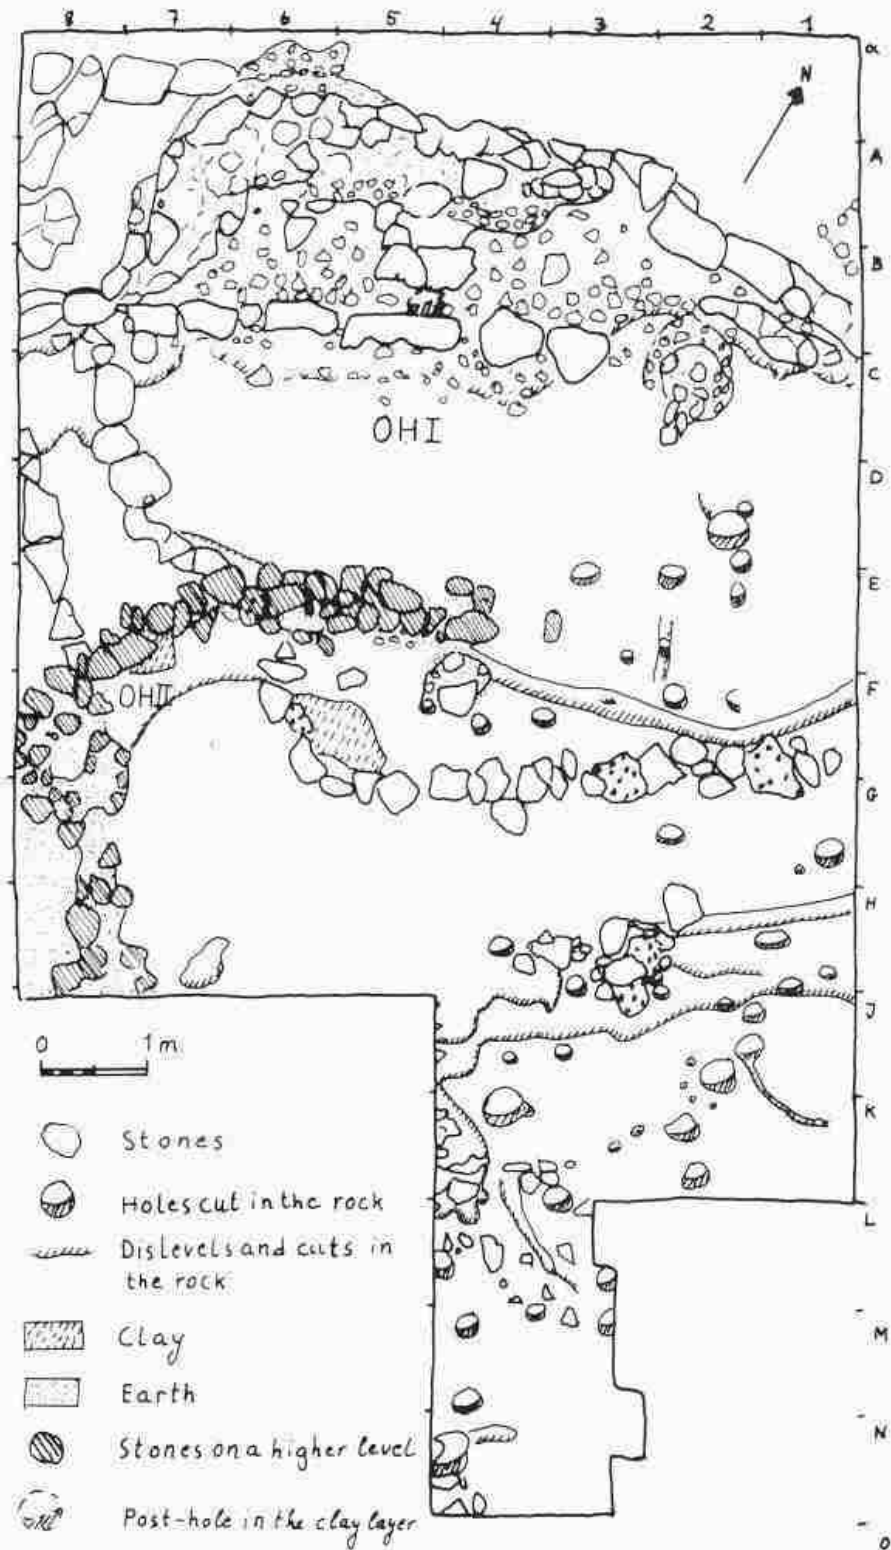 8 7 6 5 4 3 2 1
α
N
A
B
C
OHI
D
E
F
OHII
G
H
J
0 1m
K
Stones
Holes cut in the rock
L
Dislevels and cuts in
the rock
M
Clay
Earth
N
Stones on a higher level
Post-hole in the clay layer
O